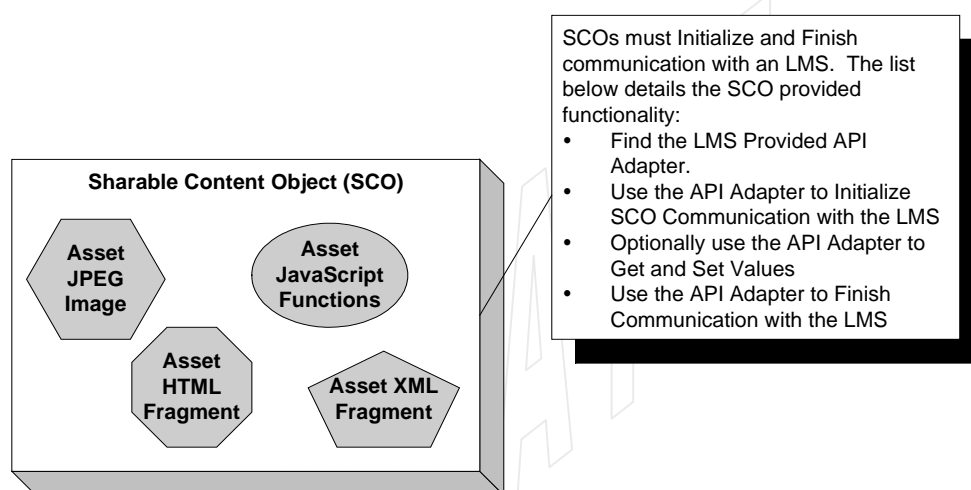 SCOs must Initialize and Finish
communication with an LMS. The list
below details the SCO provided
functionality:
• Find the LMS Provided API
Adapter.
• Use the API Adapter to Initialize
SCO Communication with the LMS
• Optionally use the API Adapter to
Get and Set Values
• Use the API Adapter to Finish
Communication with the LMS
Sharable Content Object (SCO)
Asset
JPEG
Image
Asset
JavaScript
Functions
Asset
HTML
Fragment
Asset XML
Fragment